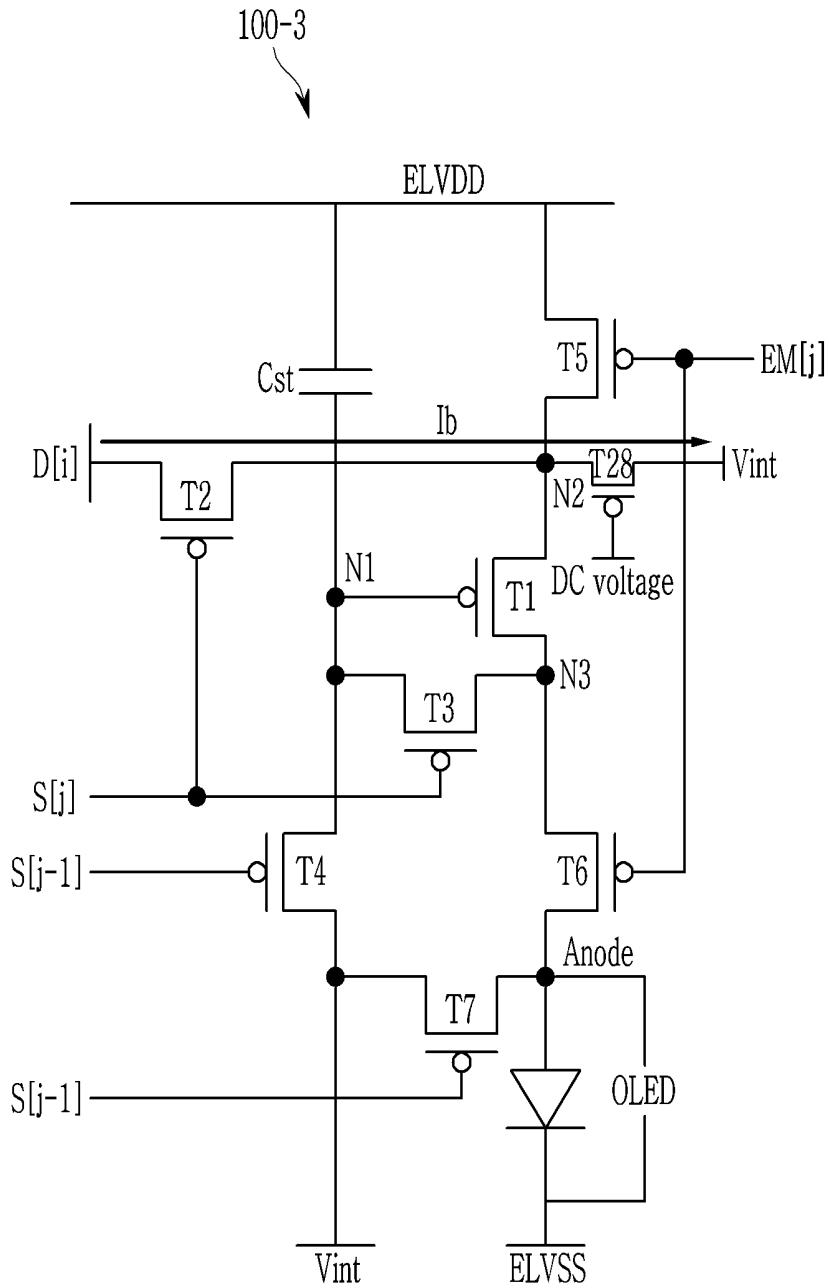 100-3
ELVDD
T5
EM[j]
Cst
Ib
D[i]
T2
T28
Vint
N2
N1
T1
DC voltage
N3
T3
S[j]
S[j-1]
T4
T6
Anode
T7
S[j-1]
OLED
Vint
ELVSS